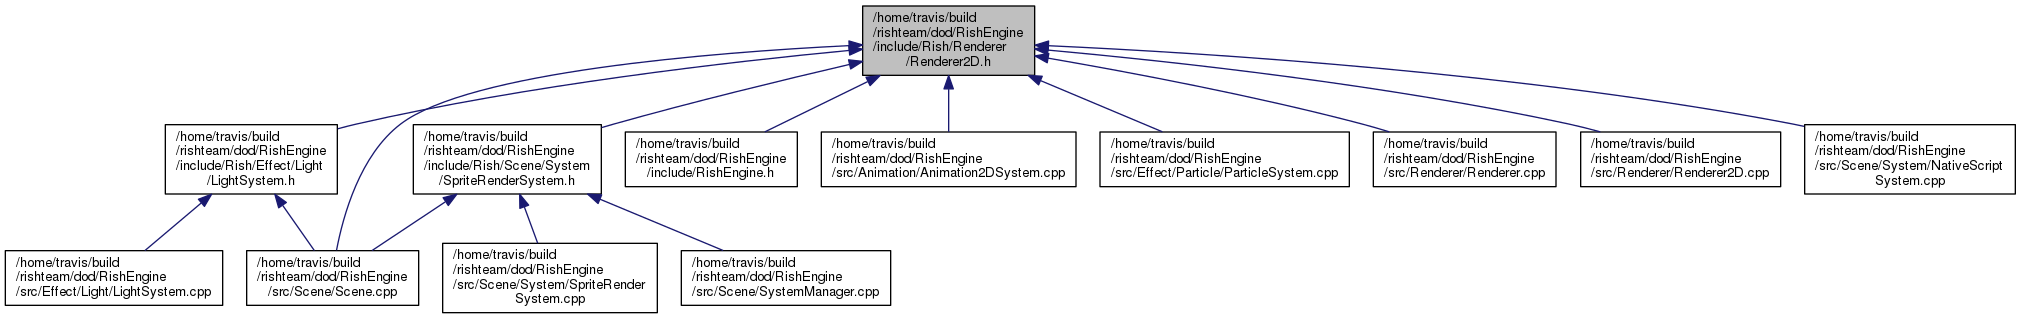 /home/travis/build
/rishteam/dod/RishEngine
/include/Rish/Renderer
/Renderer2D.h
/home/travis/build
/rishteam/dod/RishEngine
/include/Rish/Effect/Light
/LightSystem.h
/home/travis/build
/rishteam/dod/RishEngine
/include/Rish/Scene/System
/SpriteRenderSystem.h
/home/travis/build
/rishteam/dod/RishEngine
/include/RishEngine.h
/home/travis/build
/rishteam/dod/RishEngine
/src/Animation/Animation2DSystem.cpp
/home/travis/build
/rishteam/dod/RishEngine
/src/Effect/Particle/ParticleSystem.cpp
/home/travis/build
/rishteam/dod/RishEngine
/src/Renderer/Renderer.cpp
/home/travis/build
/rishteam/dod/RishEngine
/src/Renderer/Renderer2D.cpp
/home/travis/build
/rishteam/dod/RishEngine
/src/Scene/System/NativeScript
System.cpp
/home/travis/build
/rishteam/dod/RishEngine
/src/Effect/Light/LightSystem.cpp
/home/travis/build
/rishteam/dod/RishEngine
/src/Scene/Scene.cpp
/home/travis/build
/rishteam/dod/RishEngine
/src/Scene/System/SpriteRender
System.cpp
/home/travis/build
/rishteam/dod/RishEngine
/src/Scene/SystemManager.cpp